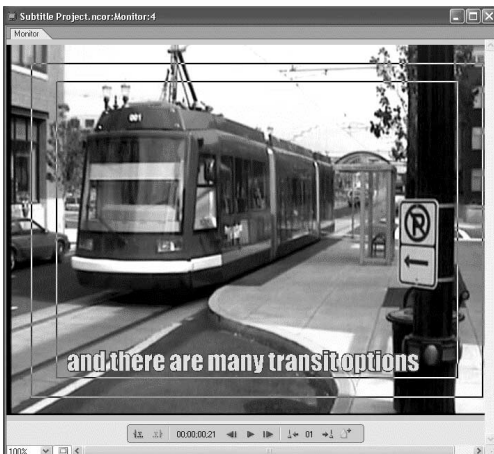 Subtitle Project.ncor:Monitor:4
Monitor
001
and there are many transit options
00;00;00;21
01
100%